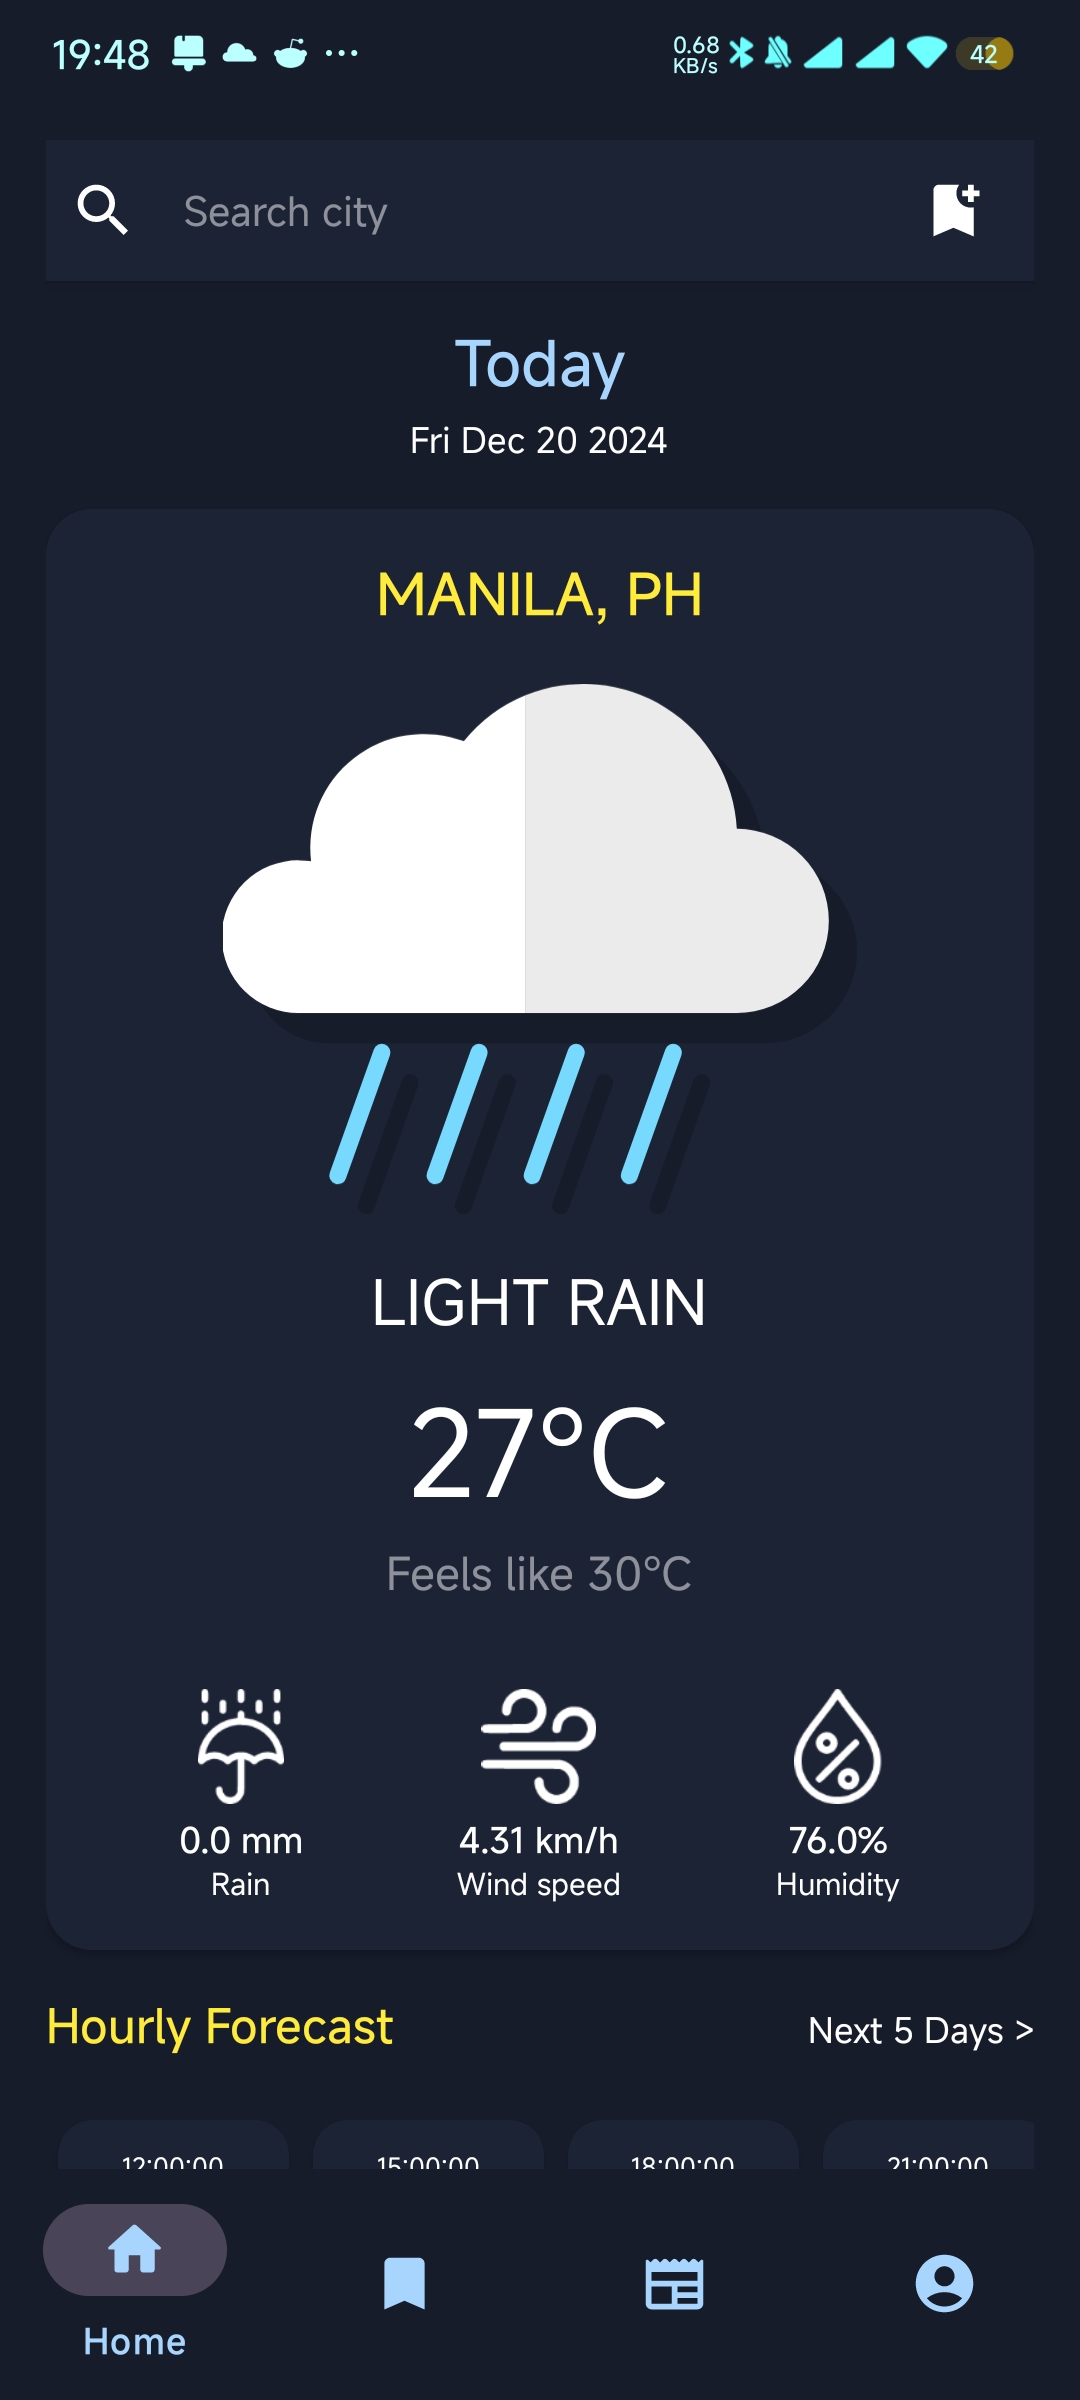 19:48
0.68
KB/s
42
Search city
Today
Fri Dec 20 2024
MANILA, PH
LIGHT RAIN
27°C
Feels like 30°C
0.0 mm
4.31 km/h
76.0%
Rain
Wind speed
Humidity
Hourly Forecast
Next 5 Days >
12:00:00
15:00:00
18:00:00
21:00:00
Home